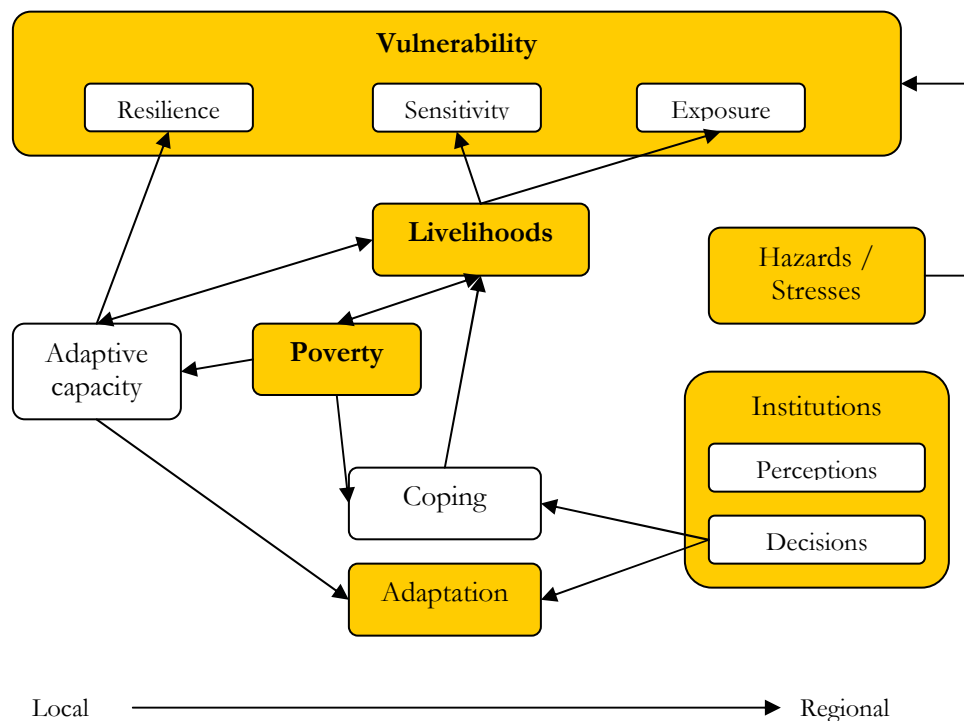 Vulnerability
Resilience
Sensitivity
Exposure
Livelihoods
Hazards /
Stresses
Adaptive
capacity
Poverty
Institutions
Perceptions
Coping
Decisions
Adaptation
Local
Regional